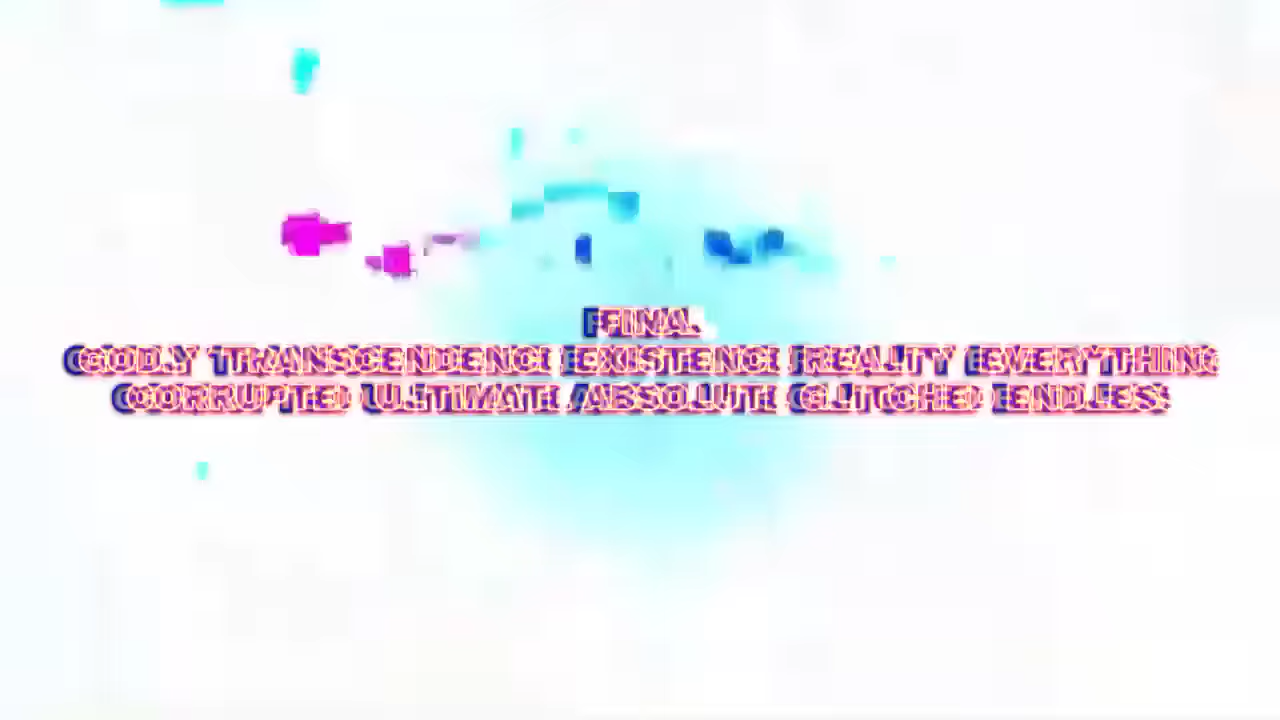 FINAL
GODLY TRANSCENDENCE EXISTENCE REALITY EVERYTHING
CORRUPTED ULTIMATE ABSOLUTE GLITCHED ENDLESS